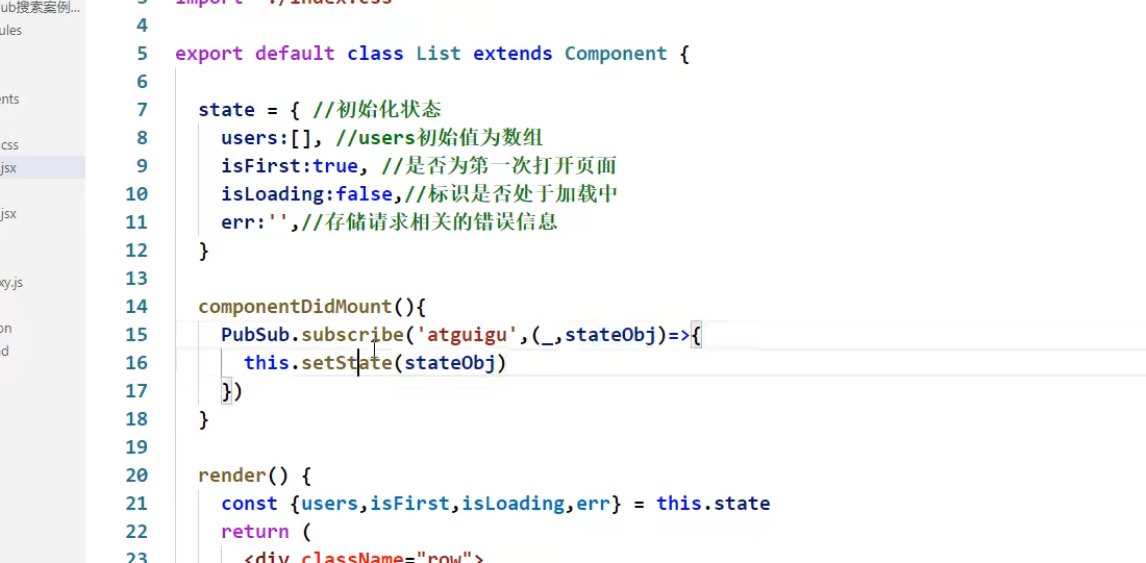 ub搜索案例...
ules
ents
css
jsx
jsx
xy.js
on
d
3 import './index.css'
4
5 export default class List extends Component {
6
7 state = { //初始化状态
8 users:[], //users初始值为数组
9 isFirst:true, //是否为第一次打开页面
10 isLoading:false,//标识是否处于加载中
11 err:'',//存储请求相关的错误信息
12 }
13
14 componentDidMount(){
15 PubSub.subscribe('atguigu',(_,stateObj)=>{
16 this.setState(stateObj)
17 })
18 }
19
20 render() {
21 const {users,isFirst,isLoading,err} = this.state
22 return (
23 <div className="row">